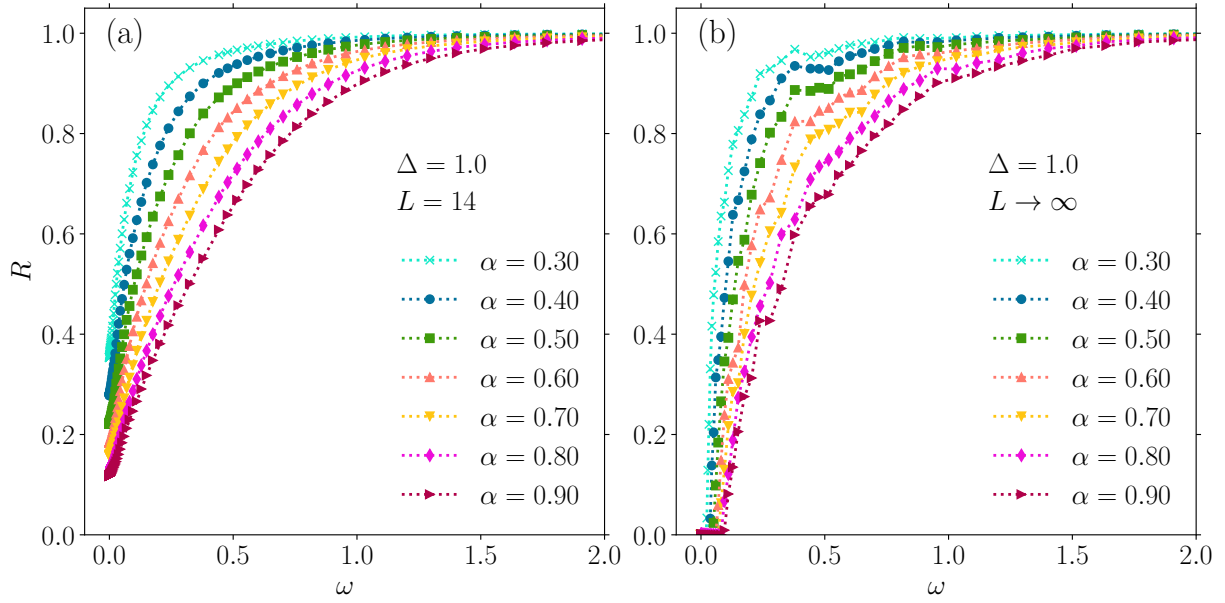 (a)
R
1.0
0.8
0.6
0.4
0.2
0.0
Δ = 1.0
L = 14
α = 0.30
α = 0.40
α = 0.50
α = 0.60
α = 0.70
α = 0.80
α = 0.90
0.0 0.5 1.0 1.5 2.0
ω
(b)
1.0
0.8
0.6
0.4
0.2
0.0
Δ = 1.0
L → ∞
α = 0.30
α = 0.40
α = 0.50
α = 0.60
α = 0.70
α = 0.80
α = 0.90
0.0 0.5 1.0 1.5 2.0
ω